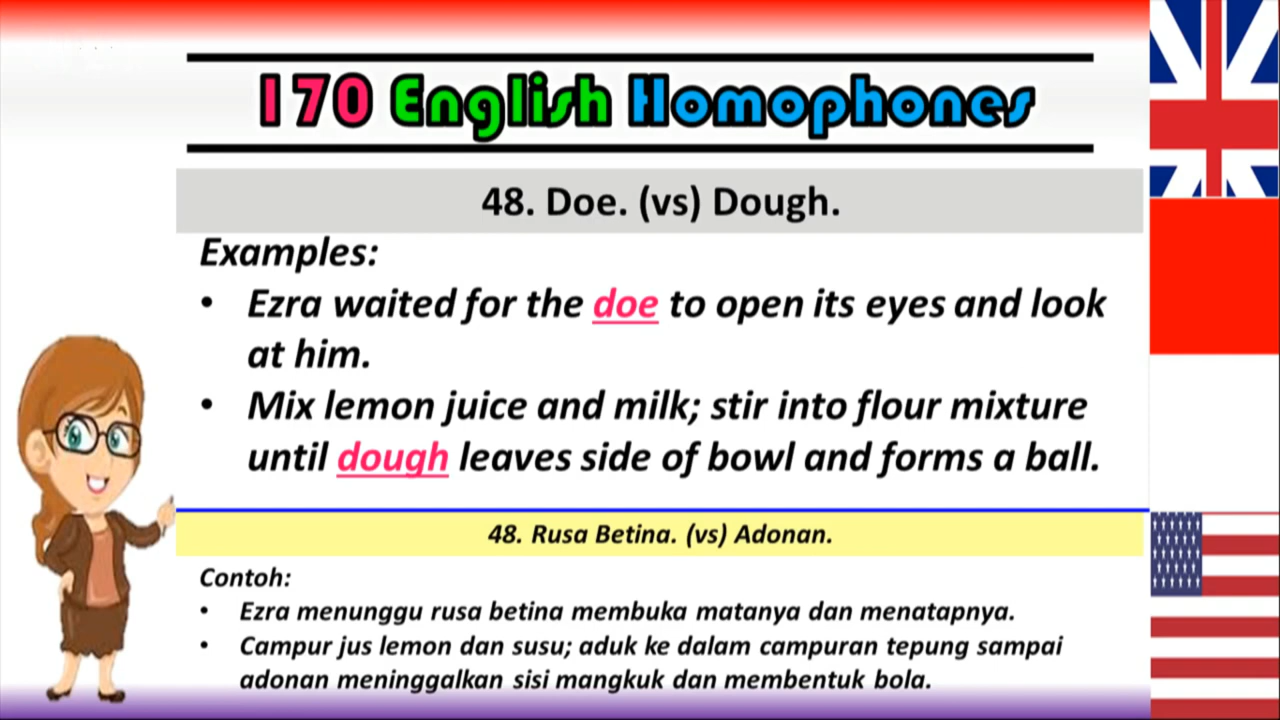 170 English Homophones
48. Doe. (vs) Dough.
Examples:
• Ezra waited for the doe to open its eyes and look
at him.
• Mix lemon juice and milk; stir into flour mixture
until dough leaves side of bowl and forms a ball.
48. Rusa Betina. (vs) Adonan.
Contoh:
• Ezra menunggu rusa betina membuka matanya dan menatapnya.
• Campur jus lemon dan susu; aduk ke dalam campuran tepung sampai
adonan meninggalkan sisi mangkuk dan membentuk bola.